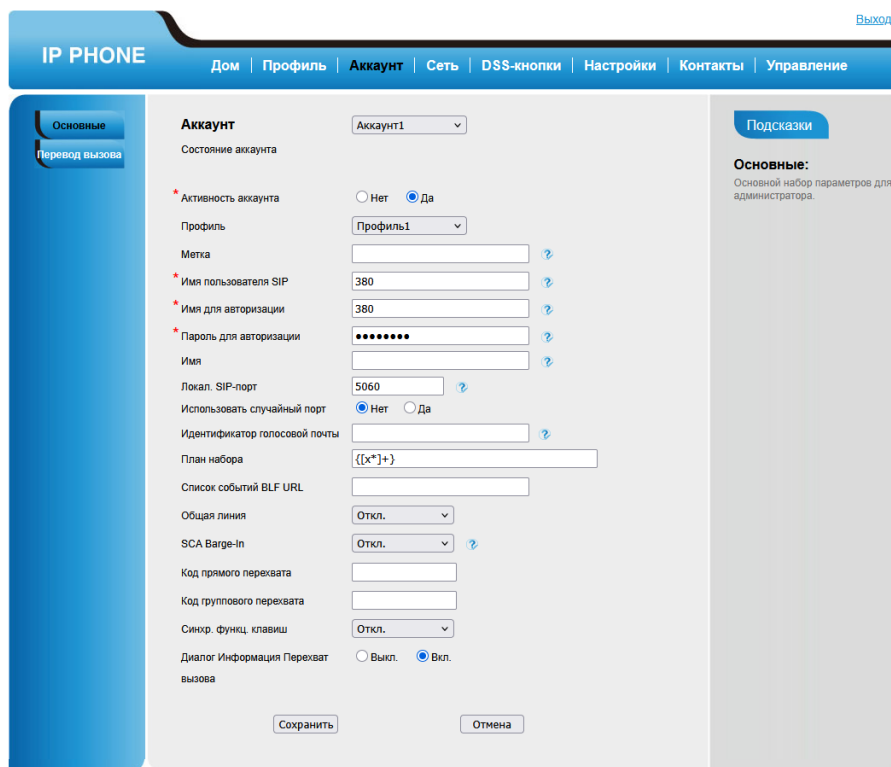 Выход
IP PHONE
Дом | Профиль | Аккаунт | Сеть | DSS-кнопки | Настройки | Контакты | Управление
Основные
Перевод вызова
Аккаунт Аккаунт1
Состояние аккаунта
* Активность аккаунта Нет Да
Профиль Профиль1
Метка
* Имя пользователя SIP 380
* Имя для авторизации 380
* Пароль для авторизации ••••••••
Имя
Локал. SIP-порт 5060
Использовать случайный порт Нет Да
Идентификатор голосовой почты
План набора {[x*]+}
Список событий BLF URL
Общая линия Откл.
SCA Barge-In Откл.
Код прямого перехвата
Код группового перехвата
Синхр. функц. клавиш Откл.
Диалог Информация Перехват Выкл. Вкл.
вызова
Сохранить Отмена
Подсказки
Основные:
Основной набор параметров для
администратора.